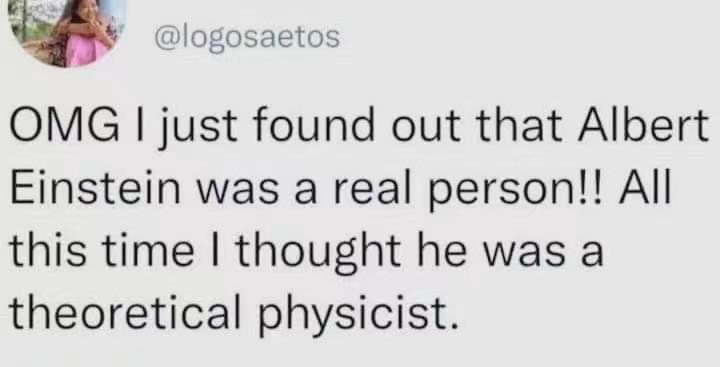 @logosaetos
OMG I just found out that Albert
Einstein was a real person!! All
this time I thought he was a
theoretical physicist.